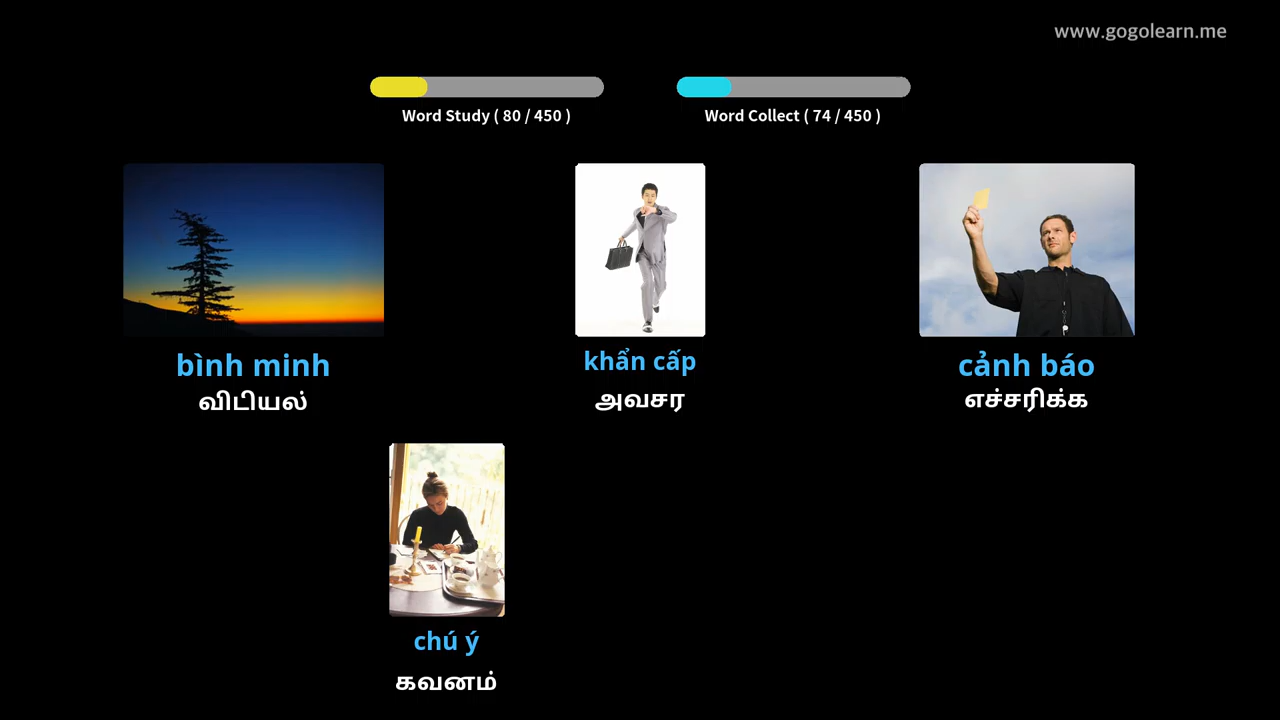 www.gogolearn.me
Word Study ( 80 / 450 )
Word Collect ( 74 / 450 )
bình minh
விடியல்
khẩn cấp
அவசர
cảnh báo
எச்சரிக்க
chú ý
கவனம்